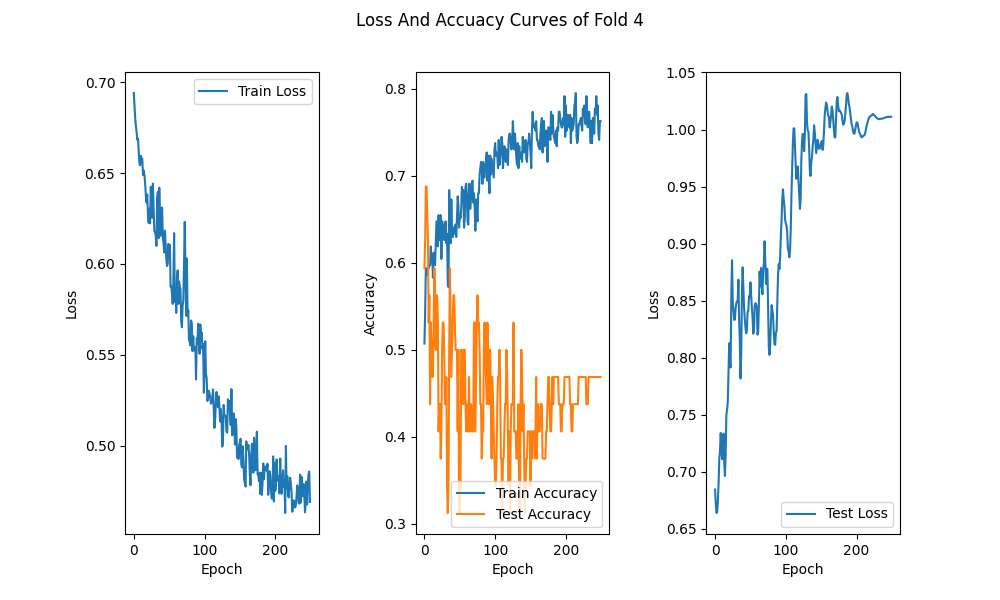 Loss And Accuacy Curves of Fold 4
0.70
0.65
0.60
0.55
0.50
Loss
0 100 200
Epoch
Train Loss
0.8
0.7
0.6
0.5
0.4
0.3
Accuracy
0 100 200
Epoch
Train Accuracy
Test Accuracy
1.05
1.00
0.95
0.90
0.85
0.80
0.75
0.70
0.65
Loss
0 100 200
Epoch
Test Loss